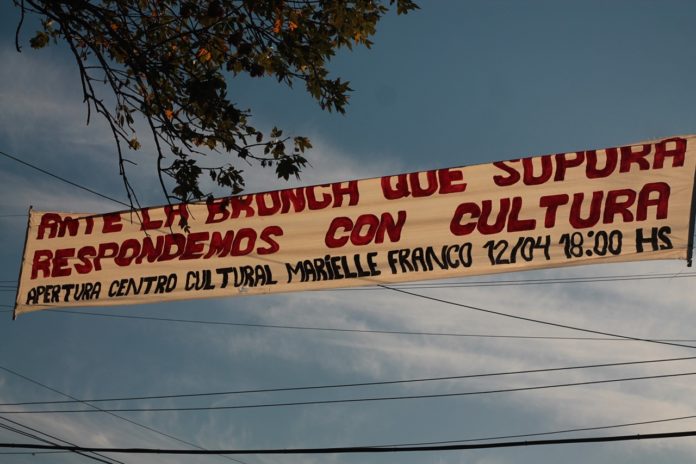 ANTE LA BRONCA QUE SUPURA
RESPONDEMOS CON CULTURA
APERTURA CENTRO CULTURAL MARIELLE FRANCO 12/04 18:00 HS